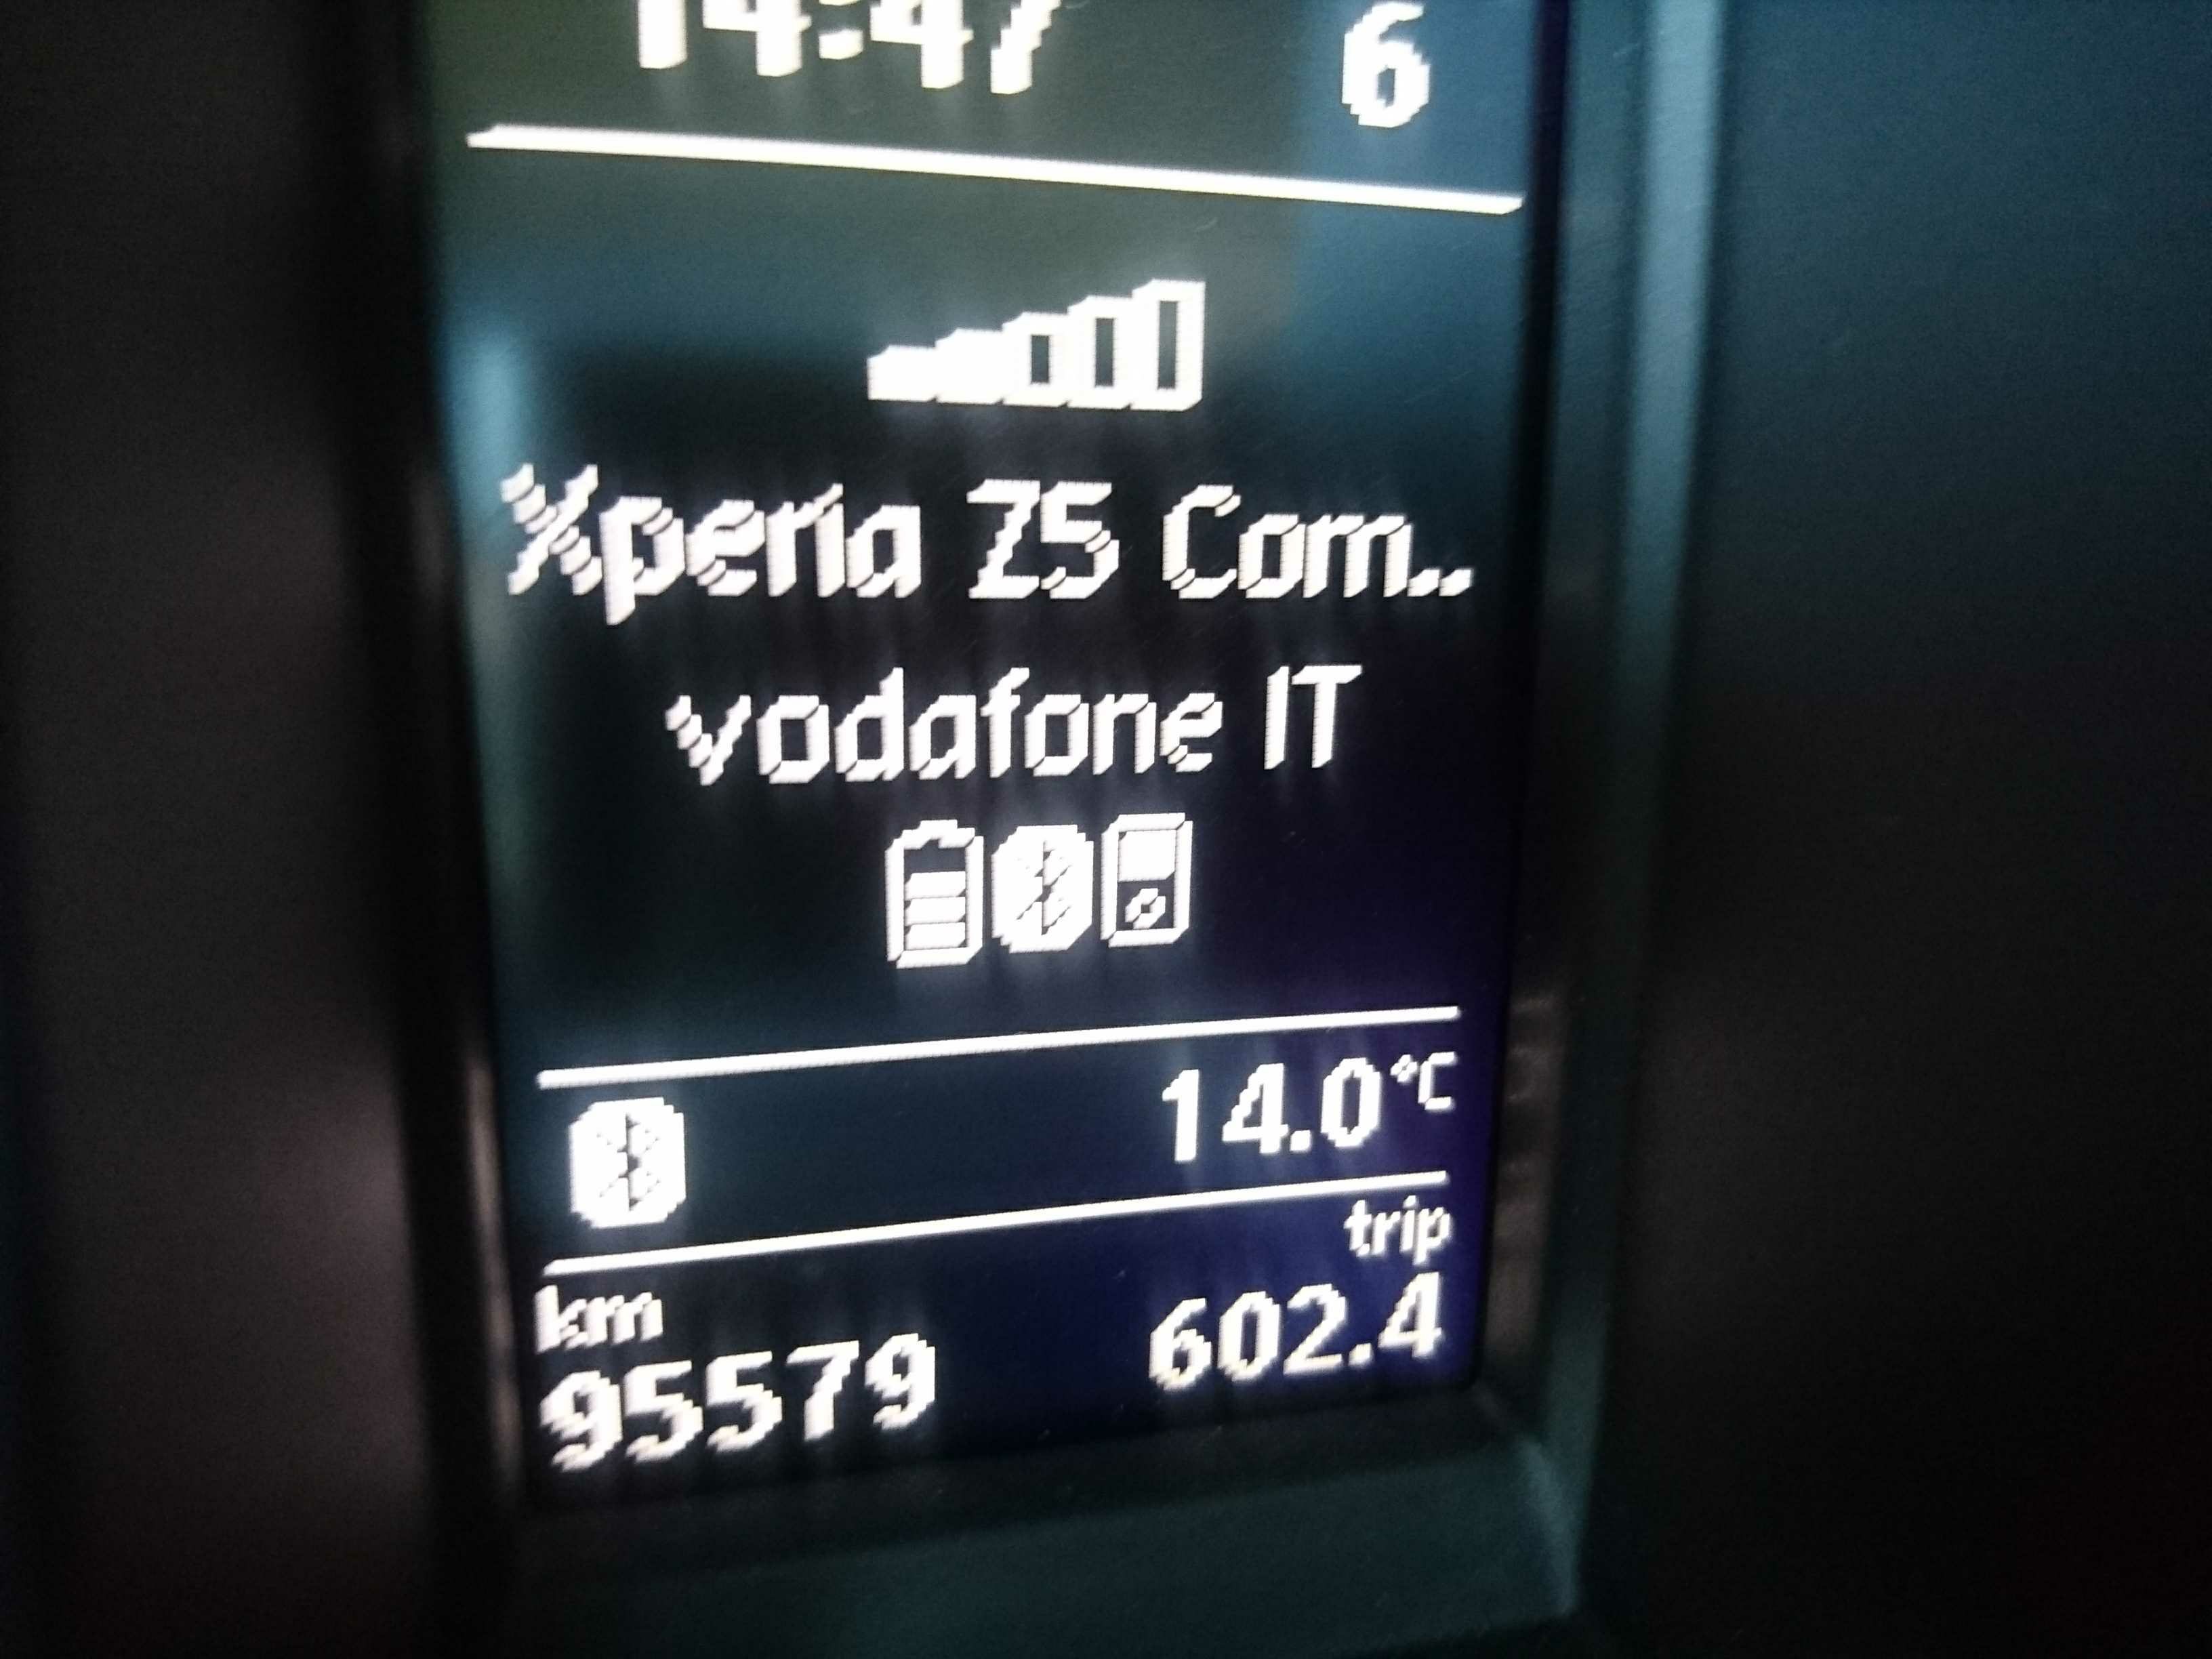 14:47 6
Xperia Z5 Com..
vodafone IT
14.0°C
trip
km
602.4
95579